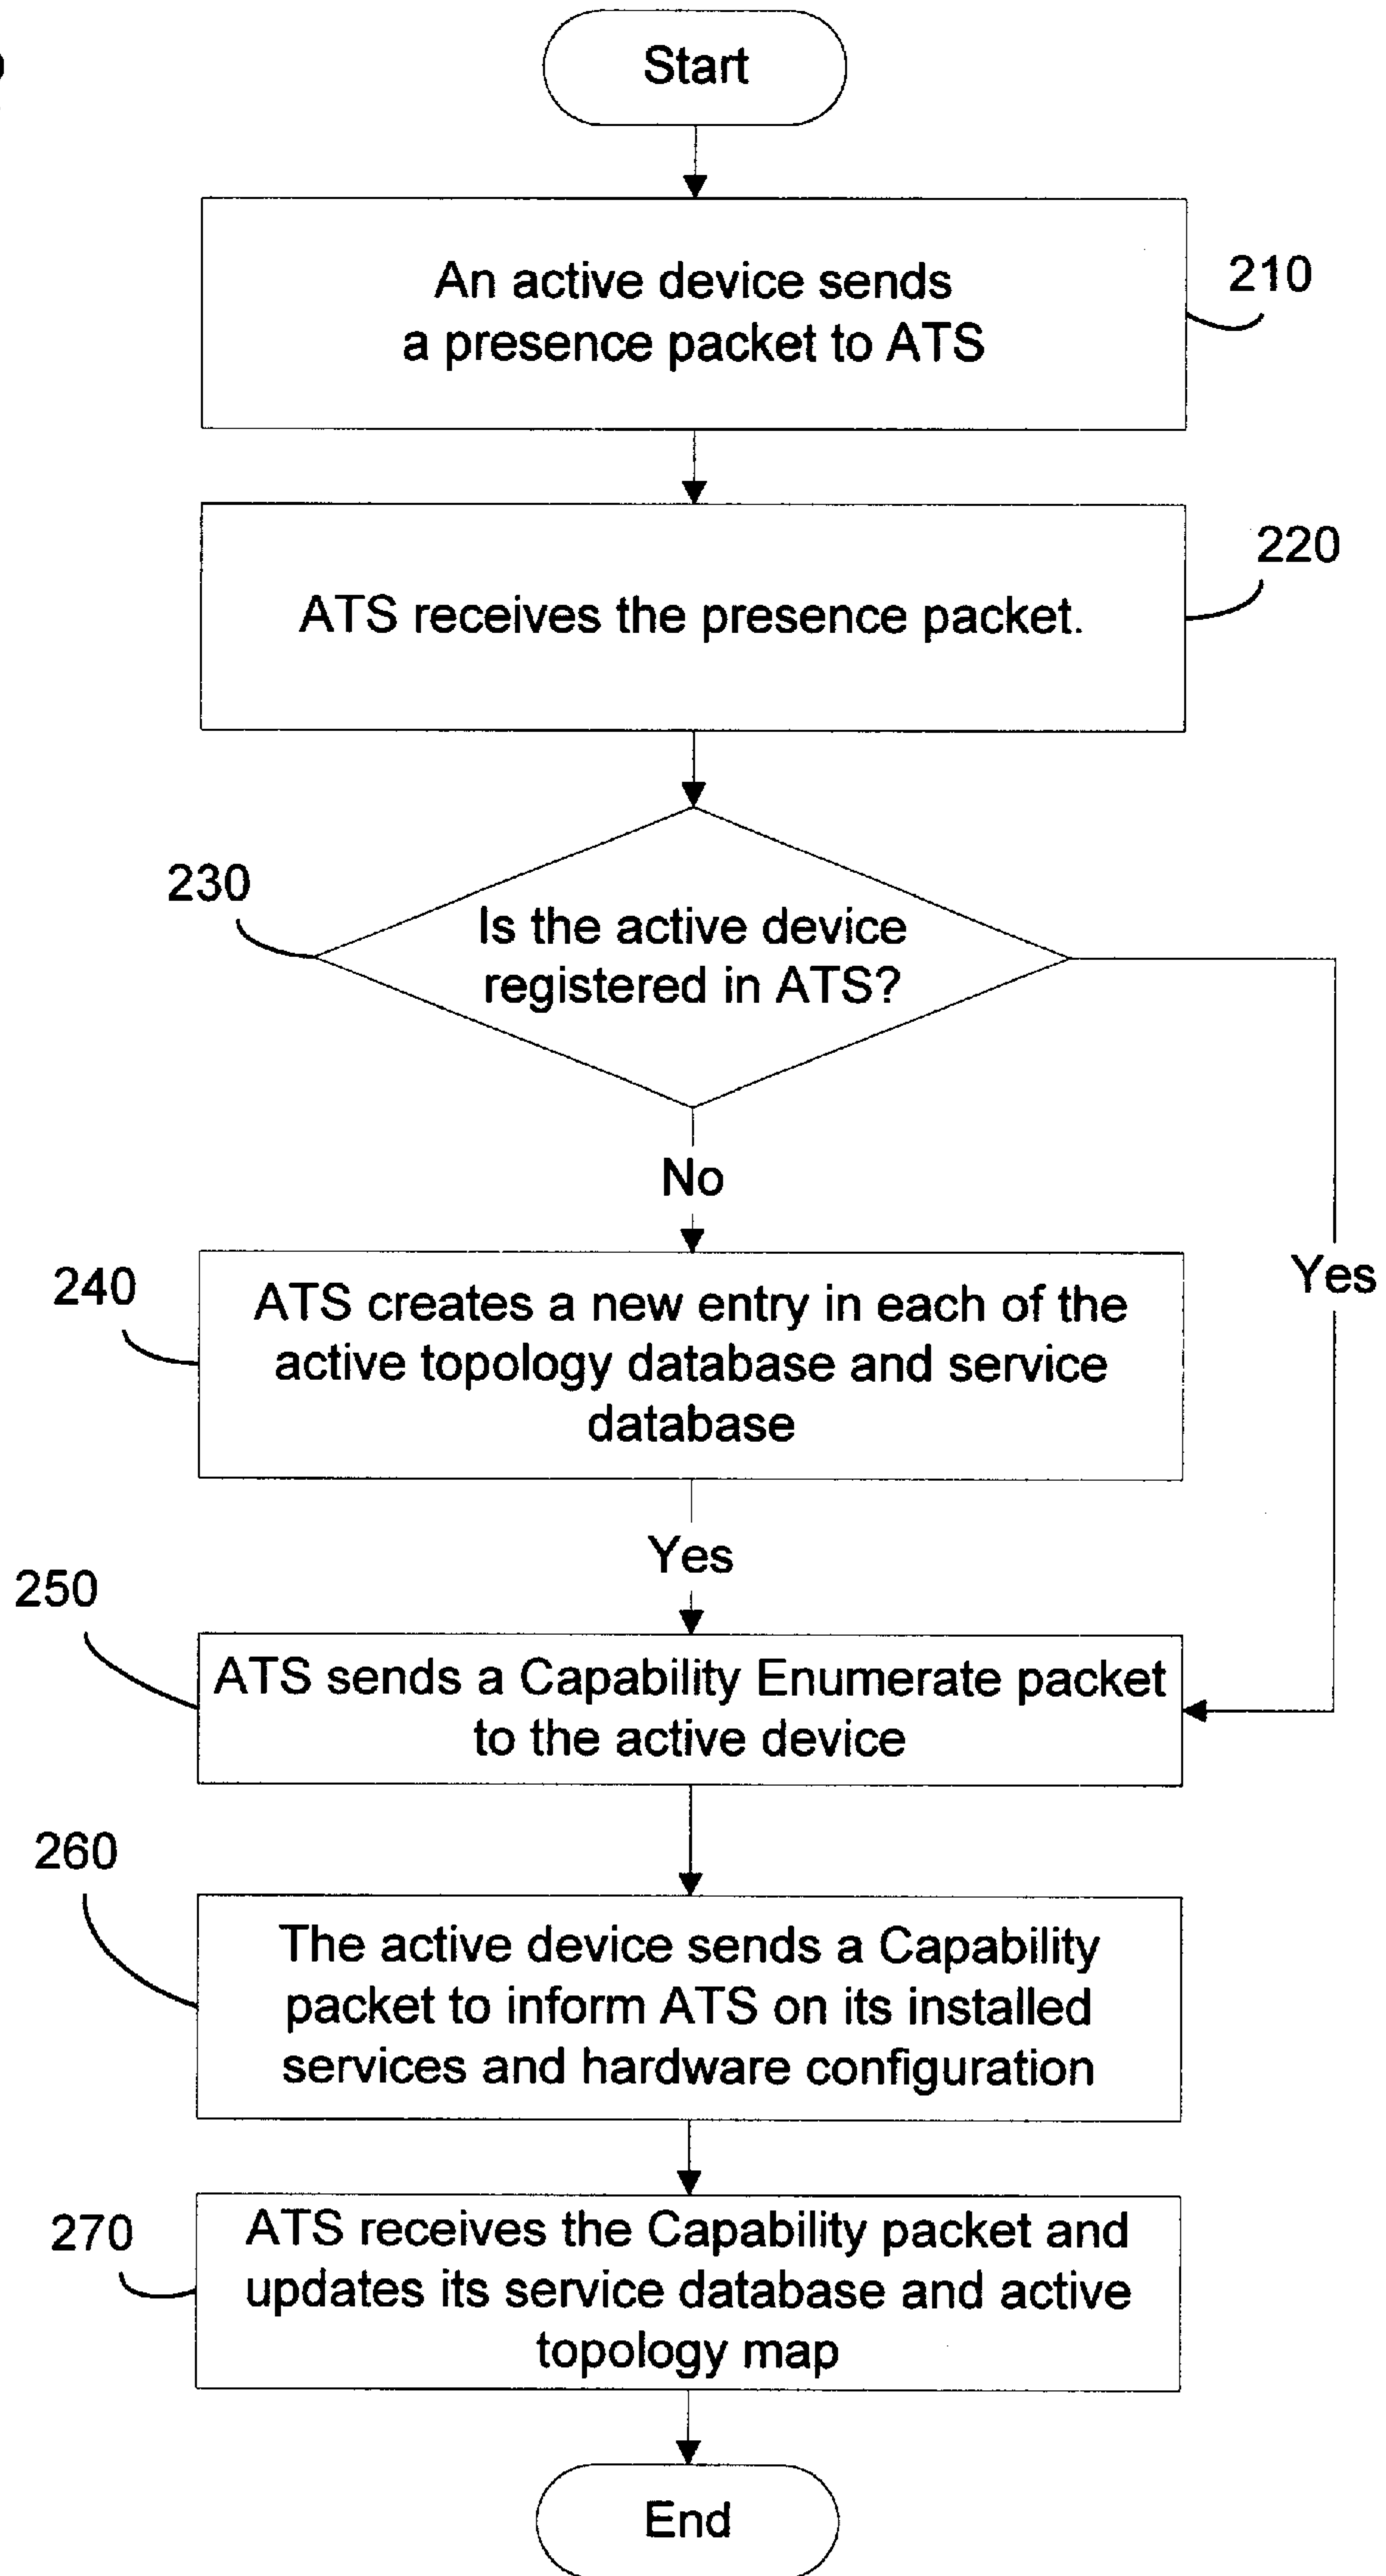 Start
An active device sends
a presence packet to ATS
210
ATS receives the presence packet.
220
230
Is the active device
registered in ATS?
No
Yes
240
ATS creates a new entry in each of the
active topology database and service
database
Yes
250
ATS sends a Capability Enumerate packet
to the active device
260
The active device sends a Capability
packet to inform ATS on its installed
services and hardware configuration
270
ATS receives the Capability packet and
updates its service database and active
topology map
End